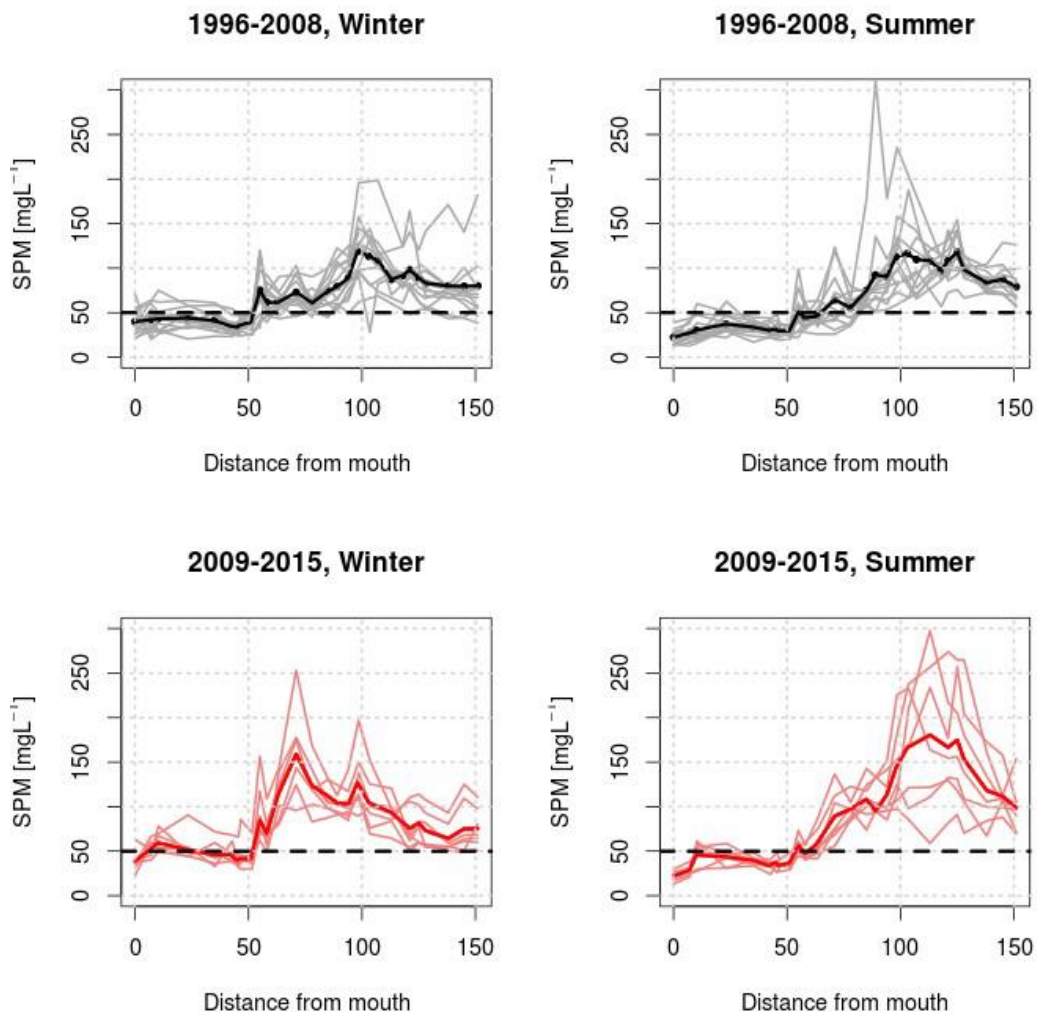 1996-2008, Winter
SPM [mgL⁻¹]
250
150
50
0
0 50 100 150
Distance from mouth
1996-2008, Summer
SPM [mgL⁻¹]
250
150
50
0
0 50 100 150
Distance from mouth
2009-2015, Winter
SPM [mgL⁻¹]
250
150
50
0
0 50 100 150
Distance from mouth
2009-2015, Summer
SPM [mgL⁻¹]
250
150
50
0
0 50 100 150
Distance from mouth